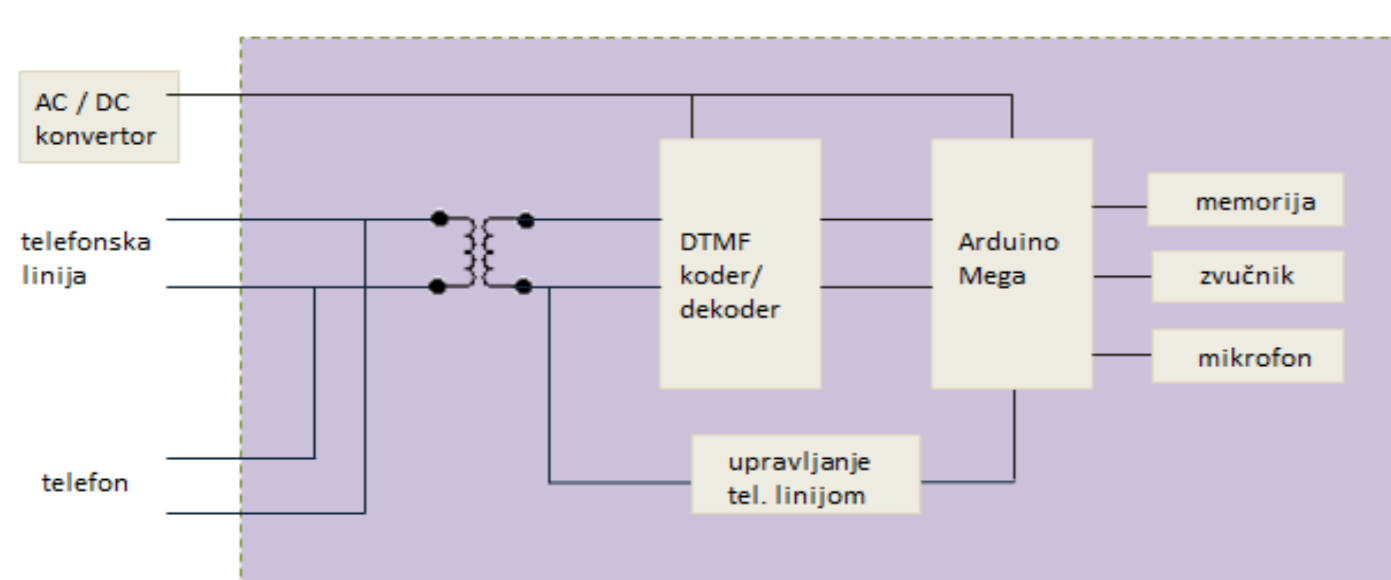 AC / DC
konvertor
telefonska
linija
telefon
DTMF
koder/
dekoder
Arduino
Mega
memorija
zvučnik
mikrofon
upravljanje
tel. linijom